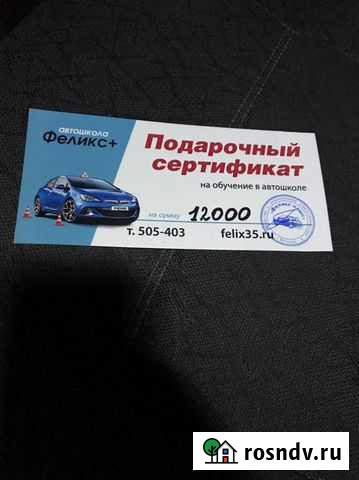 автошкола
Феликс+
Подарочный
сертификат
на обучение в автошколе
на сумму 12000
т. 505-403 felix35.ru
rosndv.ru